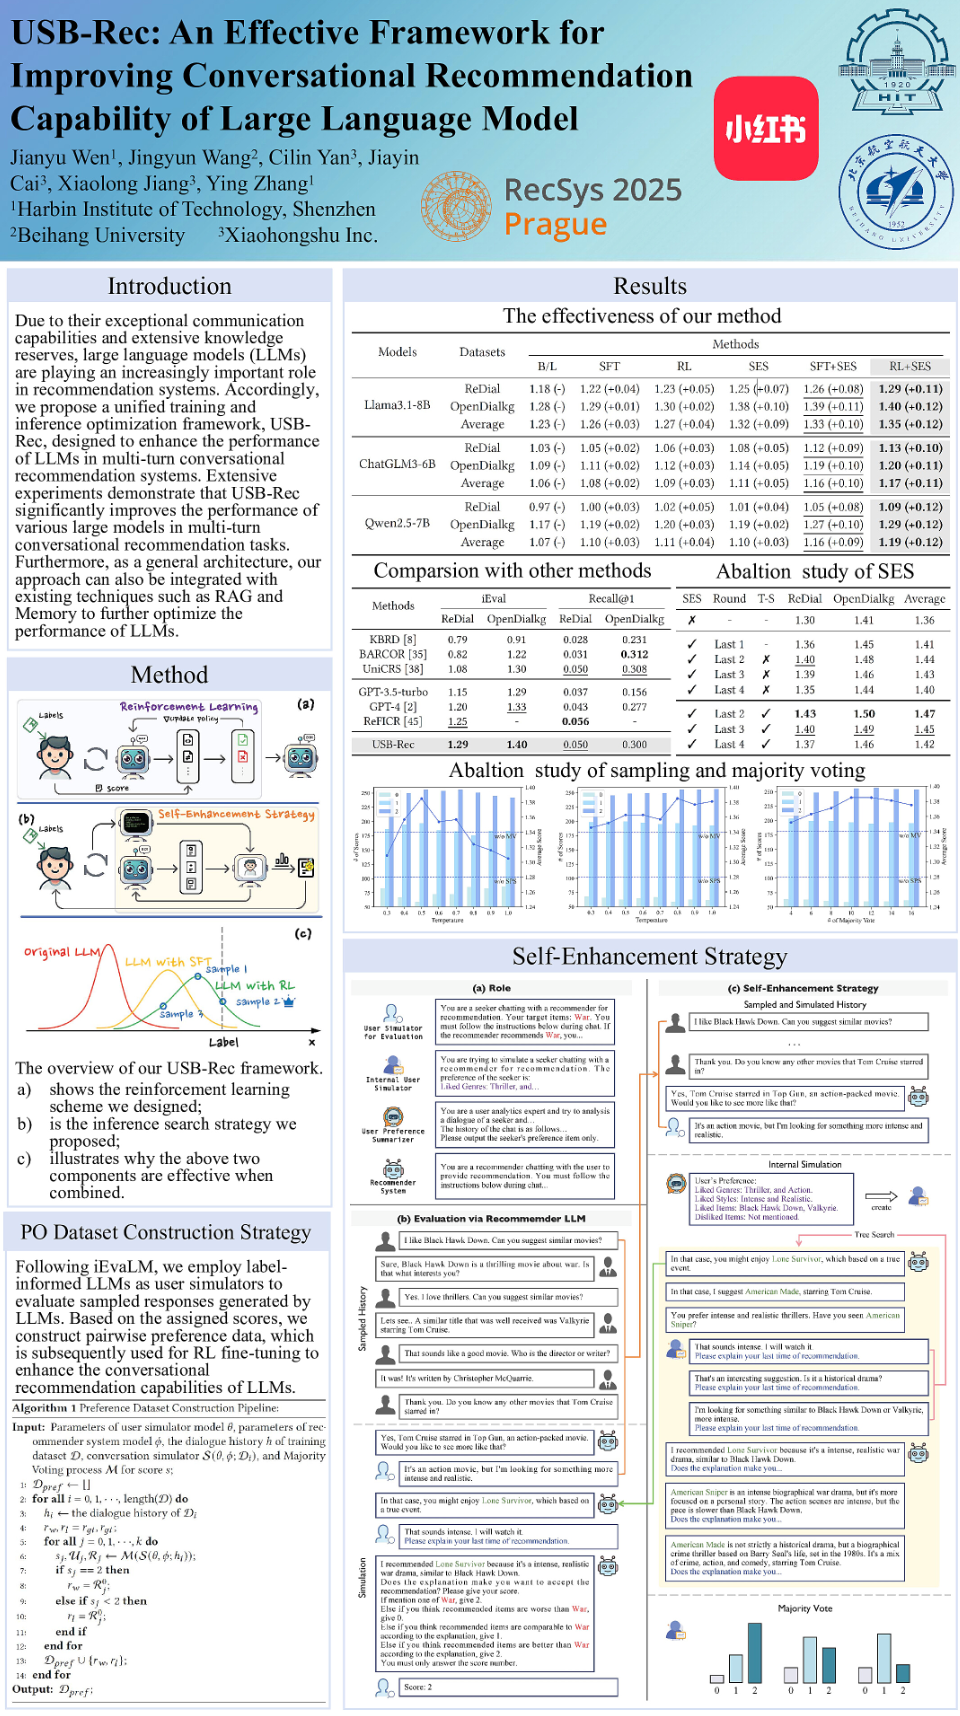 USB-Rec: An Effective Framework for
Improving Conversational Recommendation
Capability of Large Language Model
Jianyu Wen¹, Jingyun Wang², Cilin Yan³, Jiayin
Cai³, Xiaolong Jiang³, Ying Zhang¹
¹Harbin Institute of Technology, Shenzhen
²Beihang University ³Xiaohongshu Inc.
RecSys 2025
Prague
小红书
1920
HIT
北京航空航天大学
1952
BEIHANG UNIVERSITY
Introduction
Due to their exceptional communication
capabilities and extensive knowledge
reserves, large language models (LLMs)
are playing an increasingly important role
in recommendation systems. Accordingly,
we propose a unified training and
inference optimization framework, USB-
Rec, designed to enhance the performance
of LLMs in multi-turn conversational
recommendation systems. Extensive
experiments demonstrate that USB-Rec
significantly improves the performance of
various large models in multi-turn
conversational recommendation tasks.
Furthermore, as a general architecture, our
approach can also be integrated with
existing techniques such as RAG and
Memory to further optimize the
performance of LLMs.
Method
Reinforcement Learning (a)
Labels
update policy
score
(b) Self-Enhancement Strategy
Labels
(c)
Original LLM
LLM with SFT
sample 1
LLM with RL
sample 2
sample 3
Label x
The overview of our USB-Rec framework.
a) shows the reinforcement learning
scheme we designed;
b) is the inference search strategy we
proposed;
c) illustrates why the above two
components are effective when
combined.
PO Dataset Construction Strategy
Following iEvaLM, we employ label-
informed LLMs as user simulators to
evaluate sampled responses generated by
LLMs. Based on the assigned scores, we
construct pairwise preference data, which
is subsequently used for RL fine-tuning to
enhance the conversational
recommendation capabilities of LLMs.
Algorithm 1 Preference Dataset Construction Pipeline:
Input: Parameters of user simulator model θ, parameters of rec-
ommender system model ϕ, the dialogue history h of training
dataset D, conversation simulator S(θ, ϕ; Dᵢ), and Majority
Voting process M for score s;
1: D_pref ← []
2: for all i = 0, 1, · · ·, length(D) do
3: hᵢ ← the dialogue history of Dᵢ
4: r_w, r_l = r_gt, r_gt;
5: for all j = 0, 1, · · ·, k do
6: sⱼ, Uⱼ, Rⱼ ← M(S(θ, ϕ; hᵢ));
7: if sⱼ == 2 then
8: r_w = Rⱼ⁰;
9: else if sⱼ < 2 then
10: r_l = Rⱼ⁰;
11: end if
12: end for
13: D_pref ∪ {r_w, r_l};
14: end for
Output: D_pref;
Results
The effectiveness of our method
Models Datasets Methods
B/L SFT RL SES SFT+SES RL+SES
Llama3.1-8B
ReDial 1.18 (-) 1.22 (+0.04) 1.23 (+0.05) 1.25 (+0.07) 1.26 (+0.08) 1.29 (+0.11)
OpenDialkg 1.28 (-) 1.29 (+0.01) 1.30 (+0.02) 1.38 (+0.10) 1.39 (+0.11) 1.40 (+0.12)
Average 1.23 (-) 1.26 (+0.03) 1.27 (+0.04) 1.32 (+0.09) 1.33 (+0.10) 1.35 (+0.12)
ChatGLM3-6B
ReDial 1.03 (-) 1.05 (+0.02) 1.06 (+0.03) 1.08 (+0.05) 1.12 (+0.09) 1.13 (+0.10)
OpenDialkg 1.09 (-) 1.11 (+0.02) 1.12 (+0.03) 1.14 (+0.05) 1.19 (+0.10) 1.20 (+0.11)
Average 1.06 (-) 1.08 (+0.02) 1.09 (+0.03) 1.11 (+0.05) 1.16 (+0.10) 1.17 (+0.11)
Qwen2.5-7B
ReDial 0.97 (-) 1.00 (+0.03) 1.02 (+0.05) 1.01 (+0.04) 1.05 (+0.08) 1.09 (+0.12)
OpenDialkg 1.17 (-) 1.19 (+0.02) 1.20 (+0.03) 1.19 (+0.02) 1.27 (+0.10) 1.29 (+0.12)
Average 1.07 (-) 1.10 (+0.03) 1.11 (+0.04) 1.10 (+0.03) 1.16 (+0.09) 1.19 (+0.12)
Comparsion with other methods
Methods iEval Recall@1
ReDial OpenDialkg ReDial OpenDialkg
KBRD [8] 0.79 0.91 0.028 0.231
BARCOR [35] 0.82 1.22 0.031 0.312
UniCRS [38] 1.08 1.30 0.050 0.308
GPT-3.5-turbo 1.15 1.29 0.037 0.156
GPT-4 [2] 1.20 1.33 0.043 0.277
ReFICR [45] 1.25 - 0.056 -
USB-Rec 1.29 1.40 0.050 0.300
Abaltion study of SES
SES Round T-S ReDial OpenDialkg Average
✗ - - 1.30 1.41 1.36
✓ Last 1 - 1.36 1.45 1.41
✓ Last 2 ✗ 1.40 1.48 1.44
✓ Last 3 ✗ 1.39 1.46 1.43
✓ Last 4 ✗ 1.35 1.44 1.40
✓ Last 2 ✓ 1.43 1.50 1.47
✓ Last 3 ✓ 1.40 1.49 1.45
✓ Last 4 ✓ 1.37 1.46 1.42
Abaltion study of sampling and majority voting
# of Scores
Average Score
w/o MV
w/o SPS
Temperature
# of Scores
Average Score
w/o MV
w/o SPS
Temperature
# of Scores
Average Score
w/o MV
w/o SPS
# of Majority Vote
Self-Enhancement Strategy
(a) Role
User Simulator
for Evaluation
You are a seeker chatting with a recommender for
recommendation. Your target items: War. You
must follow the instructions below during chat. If
the recommender recommends War, you...
Internal User
Simulator
You are trying to simulate a seeker chatting with a
recommender for recommendation. The
preference of the seeker is:
Liked Genres: Thriller, and...
User Preference
Summarizer
You are a user analytics expert and try to analysis
a dialogue of a seeker and...
The history of the chat is as follows...
Please output the seeker's preference item only.
Recommender
System
You are a recommender chatting with the user to
provide recommendation. You must follow the
instructions below during chat...
(b) Evaluation via Recommemder LLM
Sampled History
I like Black Hawk Down. Can you suggest similar movies?
Sure, Black Hawk Down is a thrilling movie about war. Is
that what interests you?
Yes. I love thrillers. Can you suggest similar movies?
Lets see.. A similar title that was well received was Valkyrie
starring Tom Cruise.
That sounds like a good movie. Who is the director or writer?
It was! It's written by Christopher McQuarrie.
Thank you. Do you know any other movies that Tom Cruise
starred in?
Simulation
Yes, Tom Cruise starred in Top Gun, an action-packed movie.
Would you like to see more like that?
It's an action movie, but I'm looking for something more
intense and realistic.
In that case, you might enjoy Lone Survivor, which based on
a true event.
That sounds intense. I will watch it.
Please explain your last time of recommendation.
I recommended Lone Survivor because it's a intense, realistic
war drama, similar to Black Hawk Down.
Does the explanation make you want to accept the
recommendation? Please give your score.
If mention one of War, give 2.
Else if you think recommended items are worse than War,
give 0.
Else if you think recommended items are comparable to War
according to the explanation, give 1.
Else if you think recommended items are better than War
according to the explanation, give 2.
You must only answer the score number.
Score: 2
(c) Self-Enhancement Strategy
Sampled and Simulated History
I like Black Hawk Down. Can you suggest similar movies?
...
Thank you. Do you know any other movies that Tom Cruise starred
in?
Yes, Tom Cruise starred in Top Gun, an action-packed movie.
Would you like to see more like that?
It's an action movie, but I'm looking for something more intense and
realistic.
Internal Simulation
User's Preference:
Liked Genres: Thriller, and Action.
Liked Styles: Intense and Realistic.
Liked Items: Black Hawk Down, Valkyrie.
Disliked Items: Not mentioned.
create
Tree Search
In that case, you might enjoy Lone Survivor, which based on a true
event.
In that case, I suggest American Made, starring Tom Cruise.
You prefer intense and realistic thrillers. Have you seen American
Sniper?
That sounds intense. I will watch it.
Please explain your last time of recommendation.
That's an interesting suggestion. Is it a historical drama?
Please explain your last time of recommendation.
I'm looking for something similar to Black Hawk Down or Valkyrie,
more intense.
Please explain your last time of recommendation.
I recommended Lone Survivor because it's a intense, realistic war
drama, similar to Black Hawk Down.
Does the explanation make you...
American Sniper is an intense biographical war drama, but it's more
focused on a personal story. The action scenes are intense, but the
pace is slower than Black Hawk Down.
Does the explanation make you...
American Made is not strictly a historical drama, but a biographical
crime thriller based on Barry Seal's life, set in the 1980s. It's a mix
of crime, action, and comedy, starring Tom Cruise.
Does the explanation make you...
Majority Vote
0 1 2 0 1 2 0 1 2